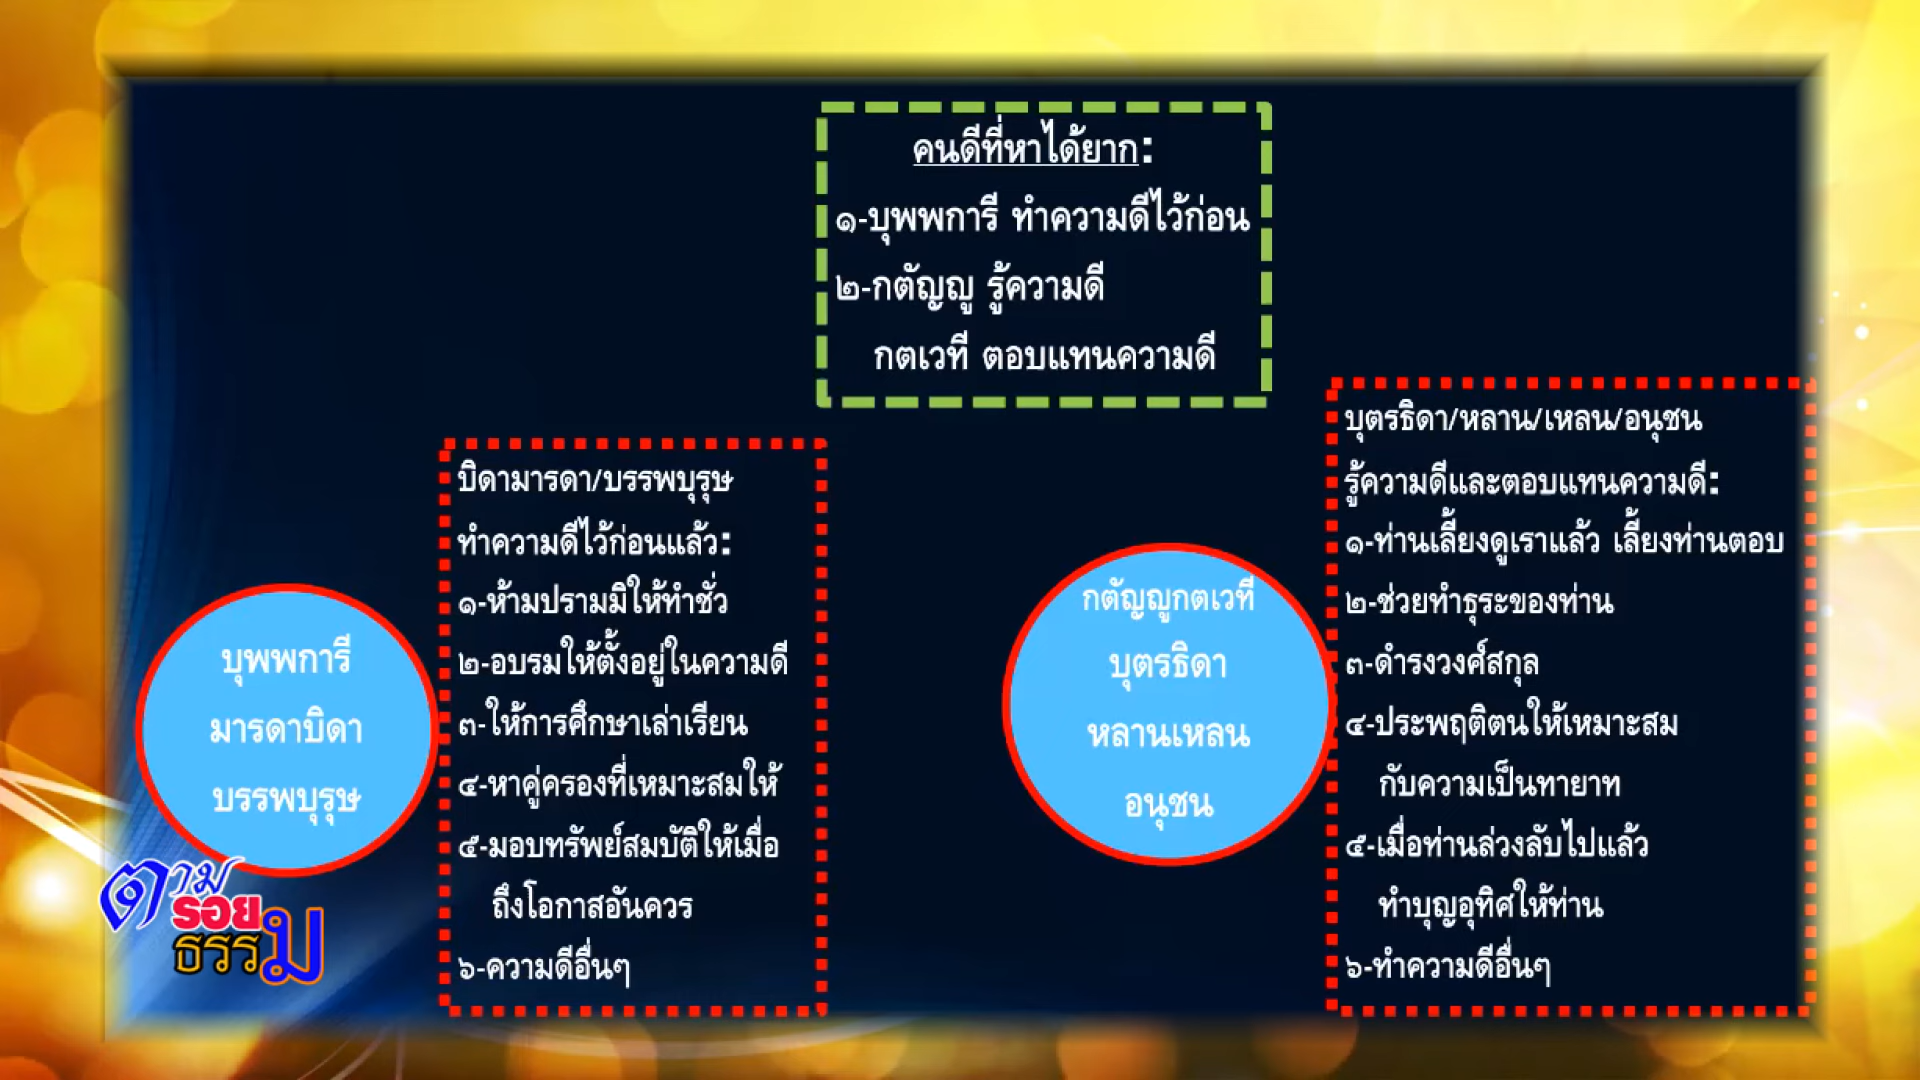 คนดีที่หาได้ยาก:
๑-บุพพการี ทำความดีไว้ก่อน
๒-กตัญญู รู้ความดี
กตเวที ตอบแทนความดี
บุพพการี
มารดาบิดา
บรรพบุรุษ
บิดามารดา/บรรพบุรุษ
ทำความดีไว้ก่อนแล้ว:
๑-ห้ามปรามมิให้ทำชั่ว
๒-อบรมให้ตั้งอยู่ในความดี
๓-ให้การศึกษาเล่าเรียน
๔-หาคู่ครองที่เหมาะสมให้
๕-มอบทรัพย์สมบัติให้เมื่อ
ถึงโอกาสอันควร
๖-ความดีอื่นๆ
กตัญญูกตเวที
บุตรธิดา
หลานเหลน
อนุชน
บุตรธิดา/หลาน/เหลน/อนุชน
รู้ความดีและตอบแทนความดี:
๑-ท่านเลี้ยงดูเราแล้ว เลี้ยงท่านตอบ
๒-ช่วยทำธุระของท่าน
๓-ดำรงวงศ์สกุล
๔-ประพฤติตนให้เหมาะสม
กับความเป็นทายาท
๕-เมื่อท่านล่วงลับไปแล้ว
ทำบุญอุทิศให้ท่าน
๖-ทำความดีอื่นๆ
ตาม
รอย
ธรรม